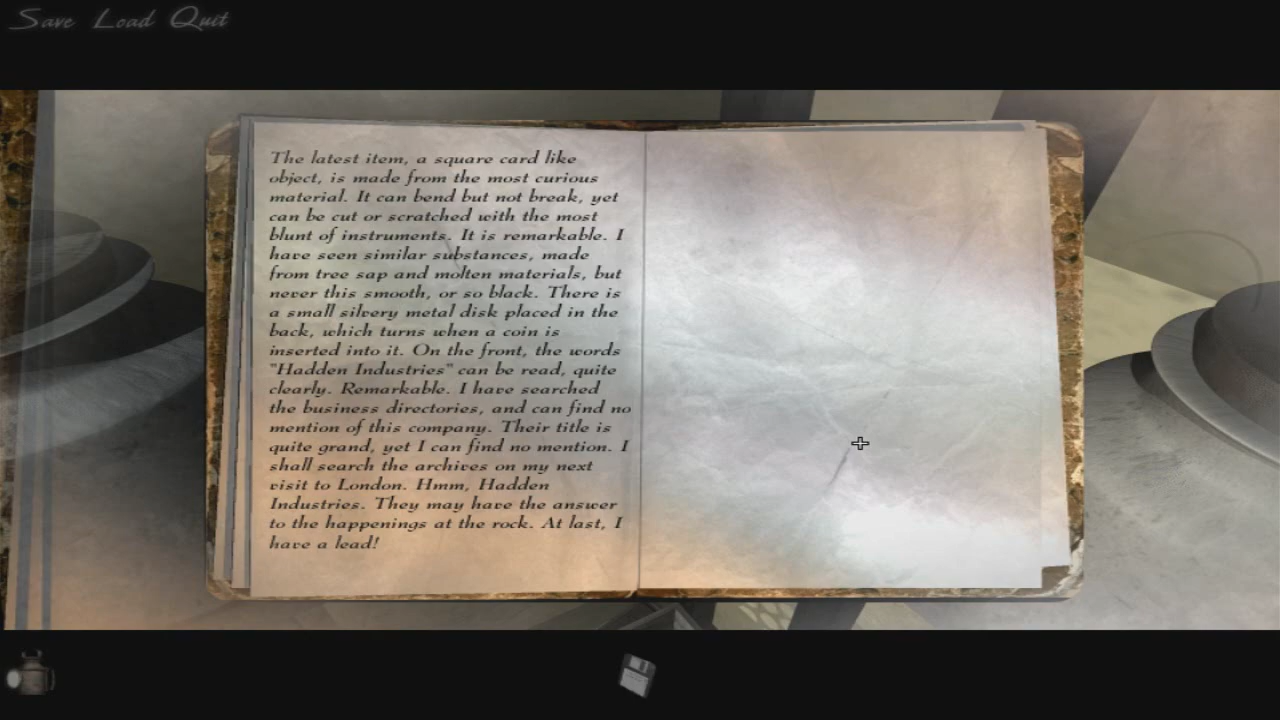 Save Load Quit
The latest item, a square card like
object, is made from the most curious
material. It can bend but not break, yet
can be cut or scratched with the most
blunt of instruments. It is remarkable. I
have seen similar substances, made
from tree sap and molten materials, but
never this smooth, or so black. There is
a small silvery metal disk placed in the
back, which turns when a coin is
inserted into it. On the front, the words
"Hadden Industries" can be read, quite
clearly. Remarkable. I have searched
the business directories, and can find no
mention of this company. Their title is
quite grand, yet I can find no mention. I
shall search the archives on my next
visit to London. Hmm, Hadden
Industries. They may have the answer
to the happenings at the rock. At last, I
have a lead!